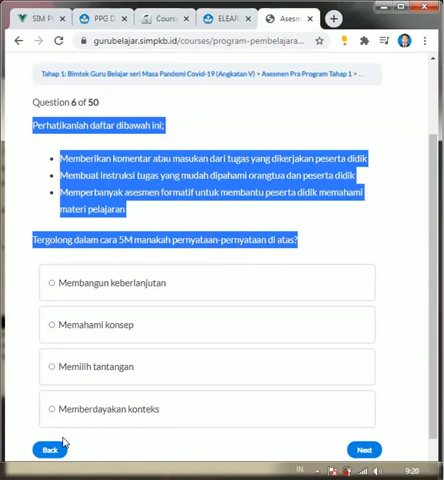 SIM P
PPG D
Course
ELEAR
Asesm
gurubelajar.simpkb.id/courses/program-pembelajara...
Tahap 1: Bimtek Guru Belajar seri Masa Pandemi Covid-19 (Angkatan V) > Asesmen Pra Program Tahap 1 > ...
Question 6 of 50
Perhatikanlah daftar dibawah ini;
• Memberikan komentar atau masukan dari tugas yang dikerjakan peserta didik
• Membuat instruksi tugas yang mudah dipahami orangtua dan peserta didik
• Memperbanyak asesmen formatif untuk membantu peserta didik memahami
materi pelajaran
Tergolong dalam cara 5M manakah pernyataan-pernyataan di atas?
Membangun keberlanjutan
Memahami konsep
Memilih tantangan
Memberdayakan konteks
Back
Next
IN
9:20